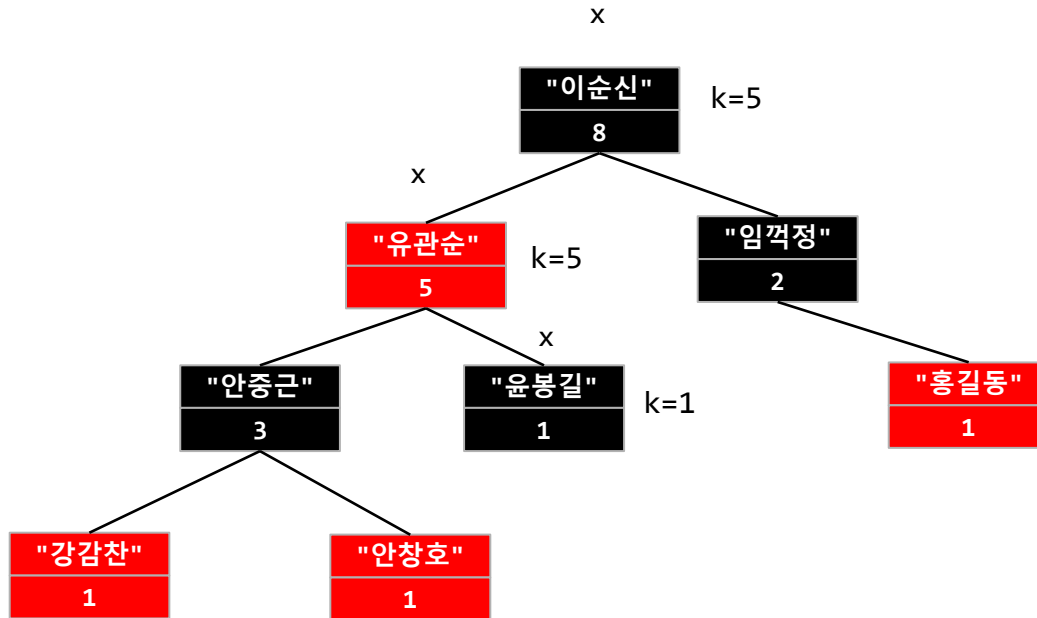 x
"이순신"
k=5
8
x
"유관순"
k=5
5
"임꺽정"
2
x
"안중근"
3
"윤봉길"
k=1
1
"홍길동"
1
"강감찬"
1
"안창호"
1